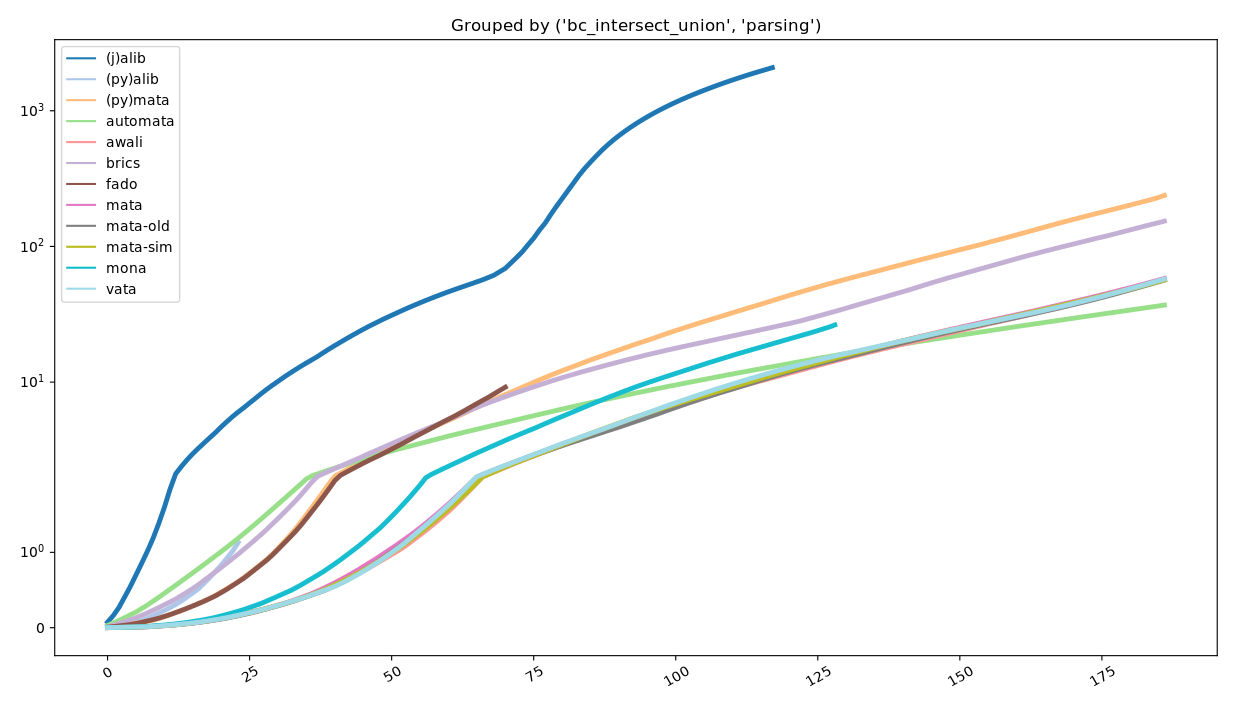 Grouped by ('bc_intersect_union', 'parsing')
(j)alib
(py)alib
(py)mata
automata
awali
brics
fado
mata
mata-old
mata-sim
mona
vata
10³
10²
10¹
10⁰
0
0 25 50 75 100 125 150 175